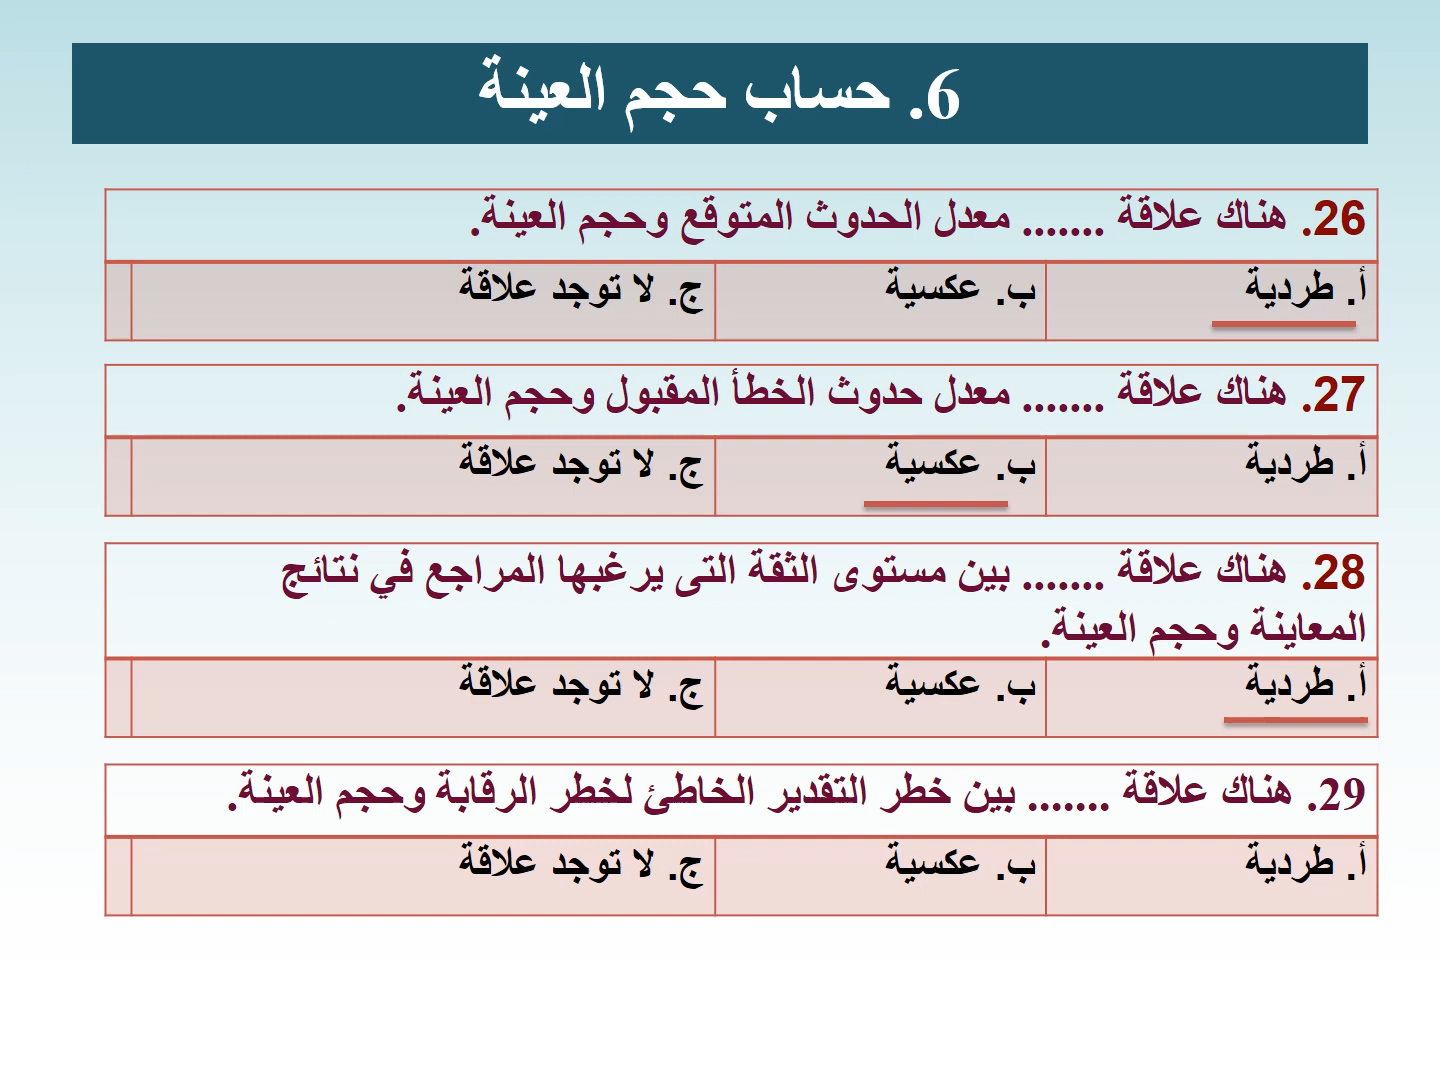 6. حساب حجم العينة
26. هناك علاقة ....... معدل الحدوث المتوقع وحجم العينة.
أ. طردية ب. عكسية ج. لا توجد علاقة
27. هناك علاقة ....... معدل حدوث الخطأ المقبول وحجم العينة.
أ. طردية ب. عكسية ج. لا توجد علاقة
28. هناك علاقة ....... بين مستوى الثقة التى يرغبها المراجع في نتائج
المعاينة وحجم العينة.
أ. طردية ب. عكسية ج. لا توجد علاقة
29. هناك علاقة ....... بين خطر التقدير الخاطئ لخطر الرقابة وحجم العينة.
أ. طردية ب. عكسية ج. لا توجد علاقة